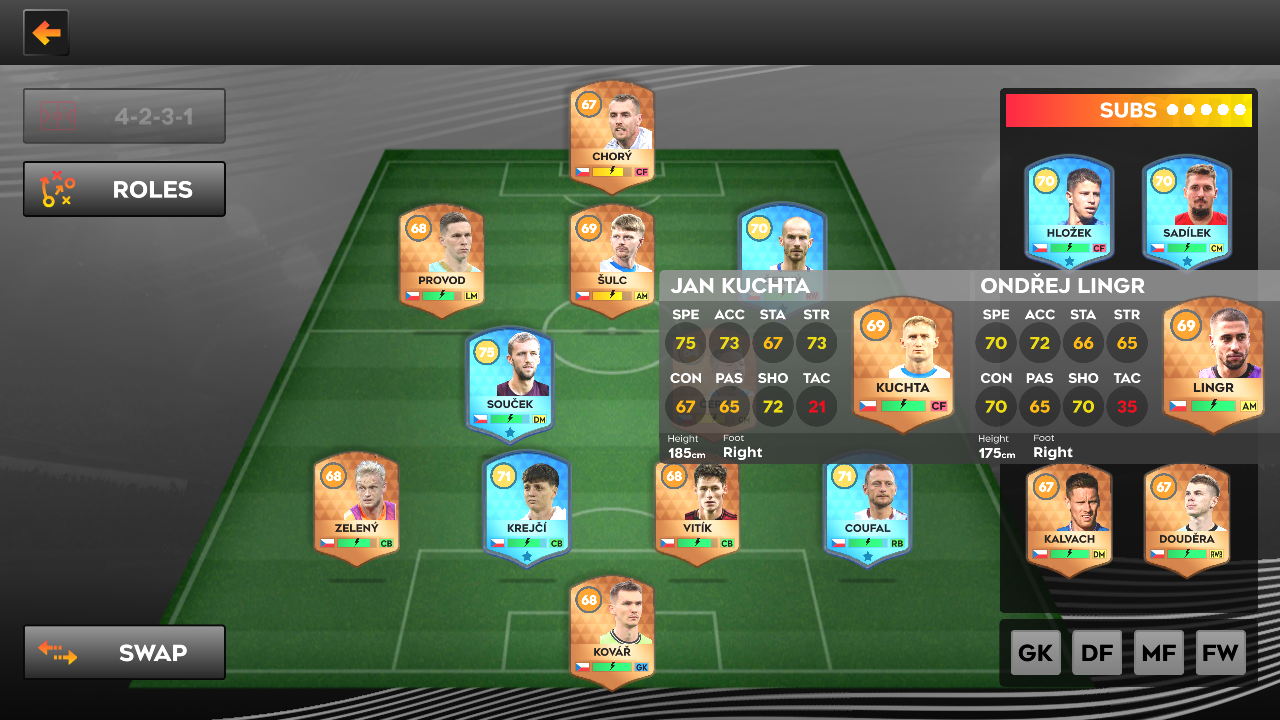 4-2-3-1
ROLES
SWAP
67
CHORÝ
CF
68
PROVOD
LM
69
ŠULC
AM
70
RW
75
SOUČEK
DM
68
ZELENÝ
CB
71
KREJČÍ
CB
68
VITÍK
CB
71
COUFAL
RB
68
KOVÁŘ
GK
SUBS
70
HLOŽEK
CF
70
SADÍLEK
CM
JAN KUCHTA
SPE ACC STA STR
75 73 67 73
CON PAS SHO TAC
67 65 72 21
Height Foot
185cm Right
69
KUCHTA
CF
ONDŘEJ LINGR
SPE ACC STA STR
70 72 66 65
CON PAS SHO TAC
70 65 70 35
Height Foot
175cm Right
69
LINGR
AM
67
KALVACH
DM
67
DOUDĚRA
RWB
GK DF MF FW